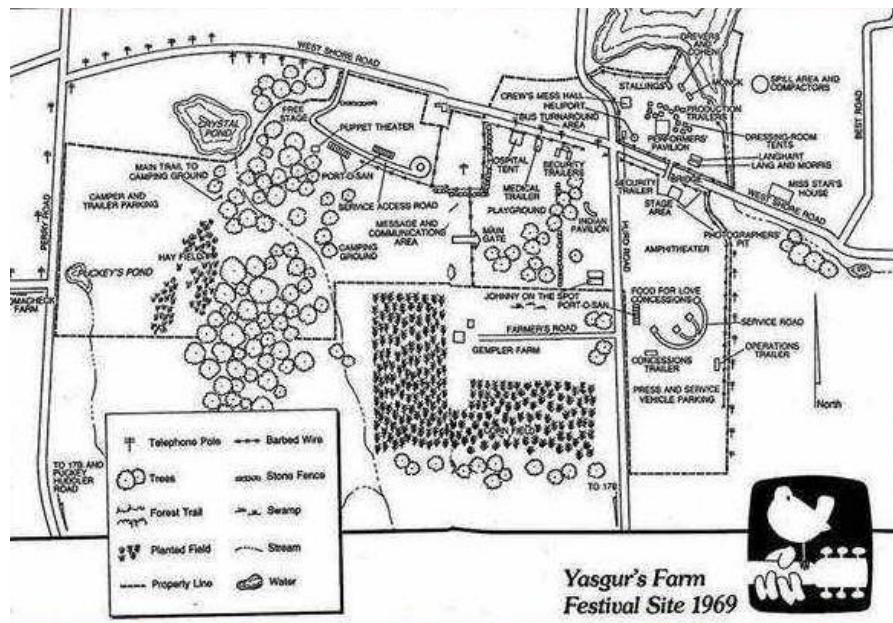 WEST SHORE ROAD
CRYSTAL
POND
FREE
STAGE
PUPPET THEATER
MAIN TRAIL TO
CAMPING GROUND
PORT-O-SAN
SERVICE ACCESS ROAD
CAMPER AND
TRAILER PARKING
PERRY ROAD
HAY FIELD
MESSAGE AND
COMMUNICATIONS
AREA
CAMPING
GROUND
CREW'S MESS HALL
HELIPORT
BUS TURNAROUND
AREA
HOSPITAL
TENT
MEDICAL
TRAILER
SECURITY
TRAILERS
PLAYGROUND
MAIN
GATE
INDIAN
PAVILION
DREVERS
AND
COHEN
STALLINGS
MONCK
SPILL AREA AND
COMPACTORS
PRODUCTION
TRAILERS
PERFORMERS'
PAVILION
DRESSING-ROOM
TENTS
LANGHART
LANG AND MORRIS
BRIDGE
SECURITY
TRAILER
STAGE
AREA
MISS STAR'S
HOUSE
WEST SHORE ROAD
BEST ROAD
HURD ROAD
PHOTOGRAPHERS'
PIT
AMPHITHEATER
PUCKEY'S POND
OMACHECK
FARM
JOHNNY ON THE SPOT
PORT-O-SAN
FARMER'S ROAD
GEMPLER FARM
CORN FIELD
FOOD FOR LOVE
CONCESSIONS
SERVICE ROAD
CONCESSIONS
TRAILER
OPERATIONS
TRAILER
PRESS AND SERVICE
VEHICLE PARKING
North
TO 17B AND
PUCKEY
HUDDLER
ROAD
TO 17B
Telephone Pole
Barbed Wire
Trees
Stone Fence
Forest Trail
Swamp
Planted Field
Stream
Property Line
Water
Yasgur's Farm
Festival Site 1969